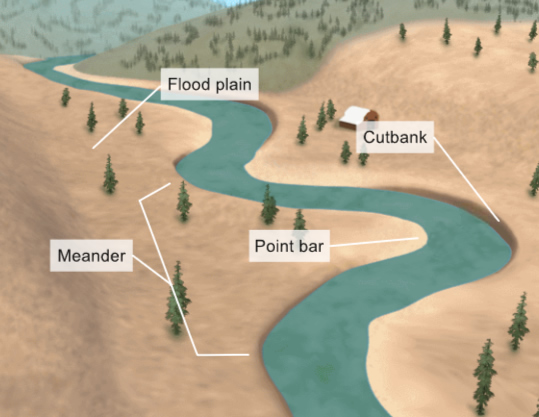 Flood plain
Cutbank
Point bar
Meander